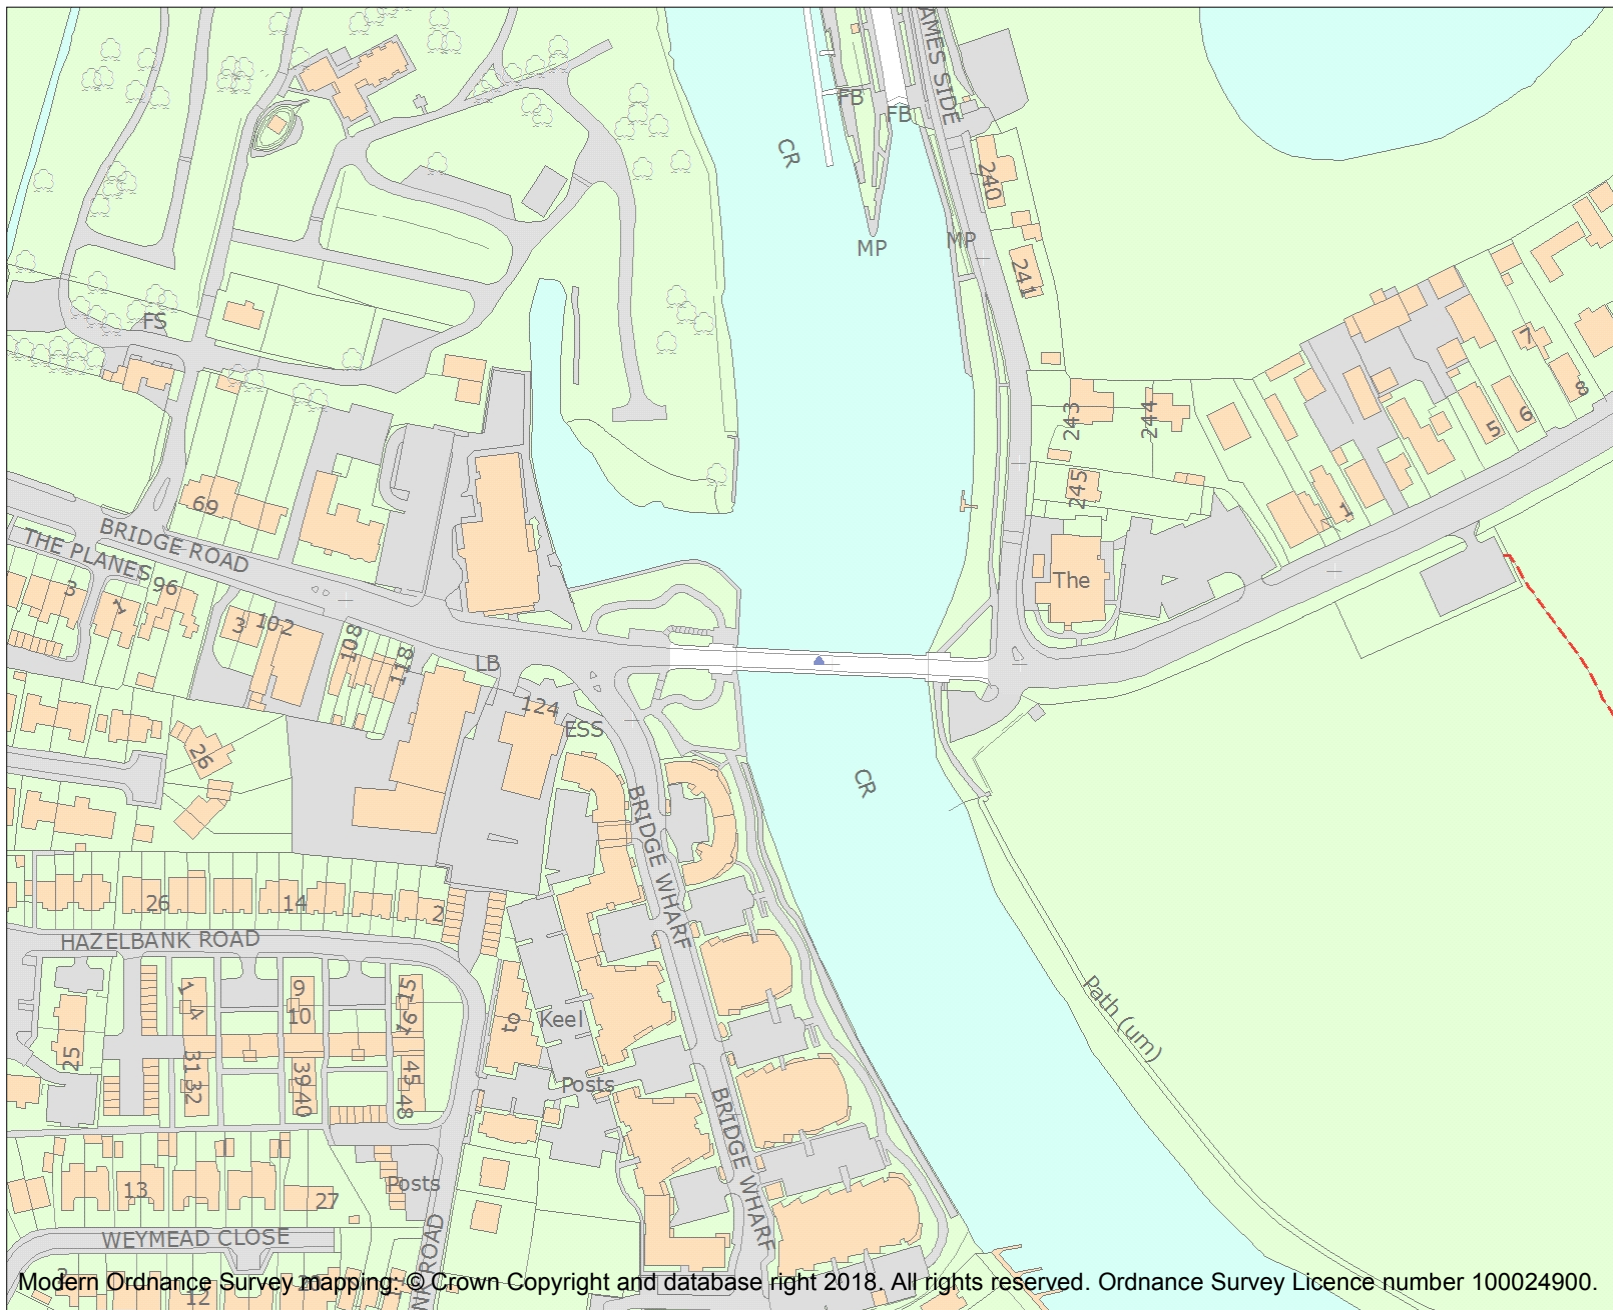 AMES SIDE
FB
FB
CR
240
MP
MP
241
FS
7
8
243
244
6
5
245
1
69
BRIDGE ROAD
THE PLANES
The
3
1
96
3
102
108
118
LB
124
ESS
26
CR
BRIDGE WHARF
26
14
2
HAZELBANK ROAD
Path (um)
1
4
9
10
15
16
to
Keel
25
31
32
39
40
45
48
Posts
BRIDGE WHARF
13
27
Posts
WEYMEAD CLOSE
ROAD
12
Modern Ordnance Survey mapping: © Crown Copyright and database right 2018. All rights reserved. Ordnance Survey Licence number 100024900.